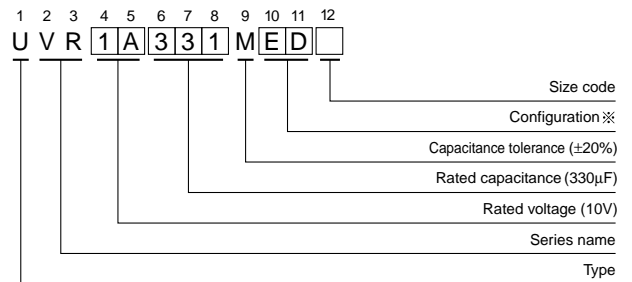 1 2 3 4 5 6 7 8 9 10 11 12
U V R 1 A 3 3 1 M E D
Size code
Configuration※
Capacitance tolerance (±20%)
Rated capacitance (330μF)
Rated voltage (10V)
Series name
Type